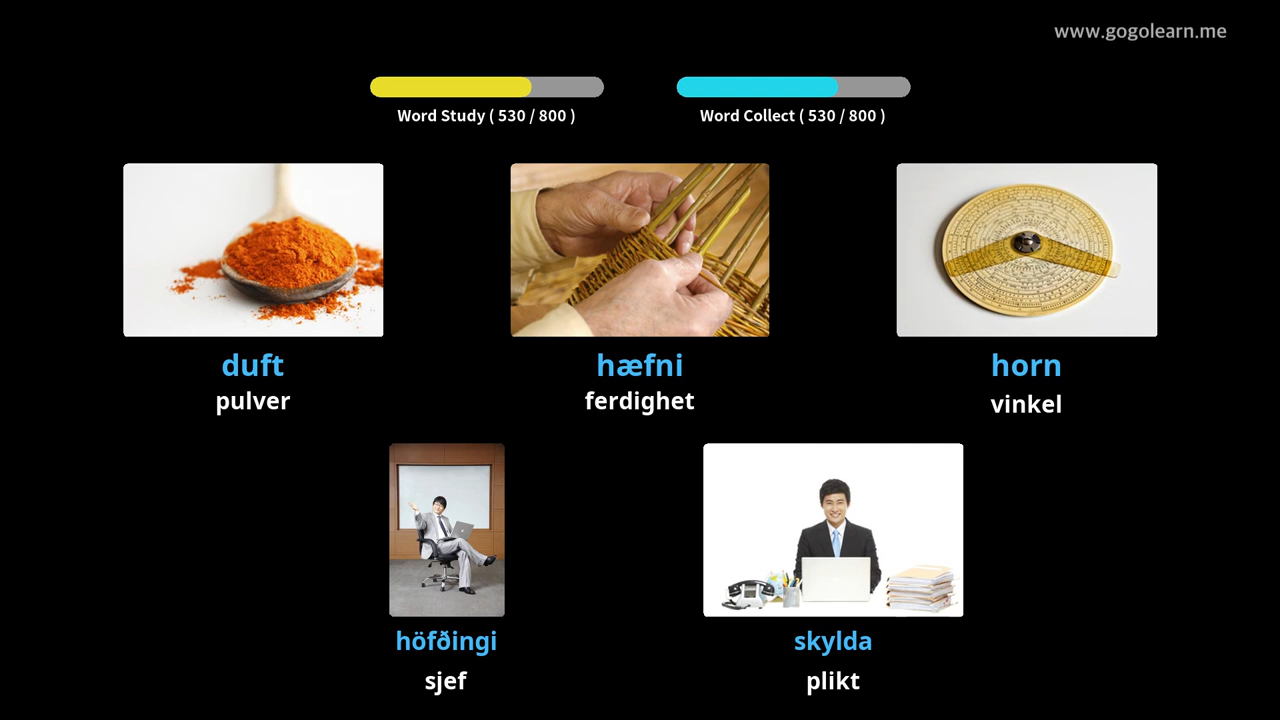 www.gogolearn.me
Word Study ( 530 / 800 )
Word Collect ( 530 / 800 )
duft
pulver
hæfni
ferdighet
horn
vinkel
höfðingi
sjef
skylda
plikt